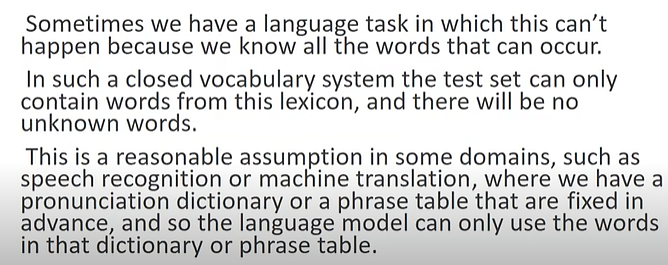 Sometimes we have a language task in which this can't
happen because we know all the words that can occur.
In such a closed vocabulary system the test set can only
contain words from this lexicon, and there will be no
unknown words.
This is a reasonable assumption in some domains, such as
speech recognition or machine translation, where we have a
pronunciation dictionary or a phrase table that are fixed in
advance, and so the language model can only use the words
in that dictionary or phrase table.